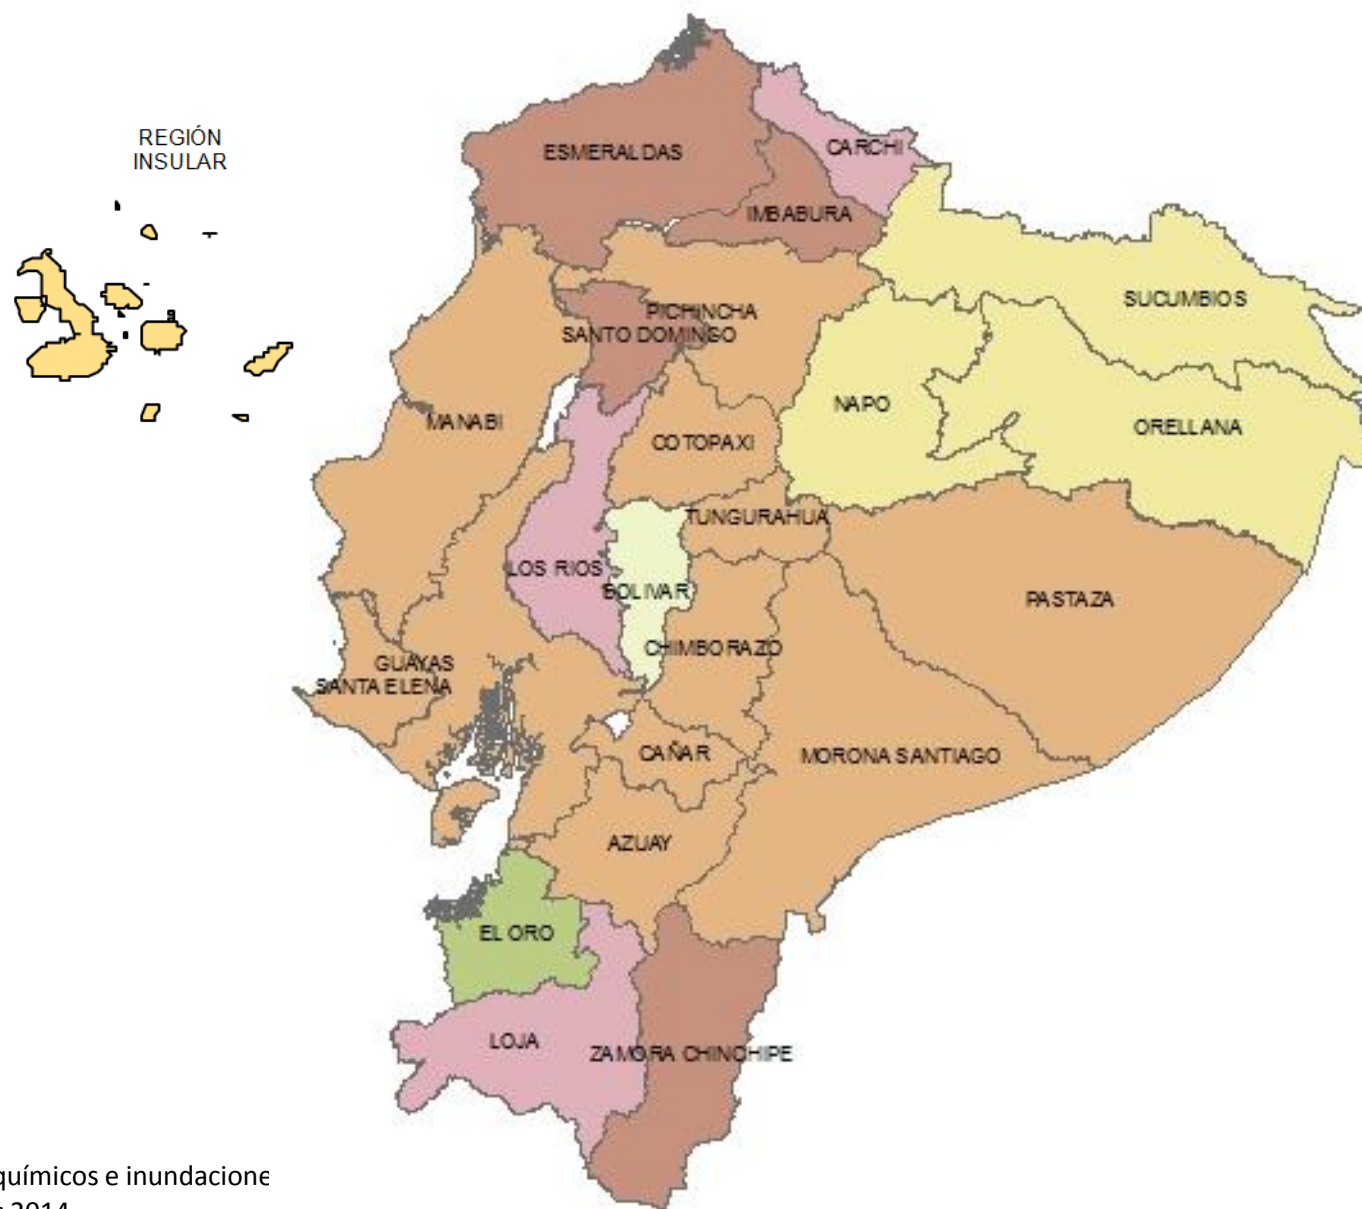 REGIÓN
INSULAR
ESMERALDAS
CARCHI
IMBABURA
SUCUMBIOS
PICHINCHA
SANTO DOMINGO
NAPO
MANABI
ORELLANA
COTOPAXI
TUNGURAHUA
LOS RIOS
BOLIVAR
PASTAZA
CHIMBORAZO
GUAYAS
SANTA ELENA
CAÑAR
MORONA SANTIAGO
AZUAY
EL ORO
LOJA
ZAMORA CHINCHIPE
químicos e inundacione
2014